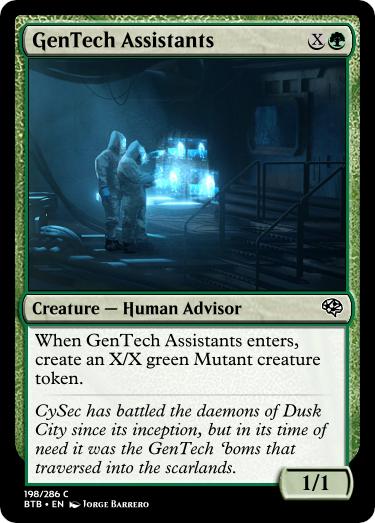 GenTech Assistants X
Creature — Human Advisor
When GenTech Assistants enters,
create an X/X green Mutant creature
token.
CySec has battled the daemons of Dusk
City since its inception, but in its time of
need it was the GenTech ‘boms that
traversed into the scarlands.
1/1
198/286 C
BTB • EN Jorge Barrero